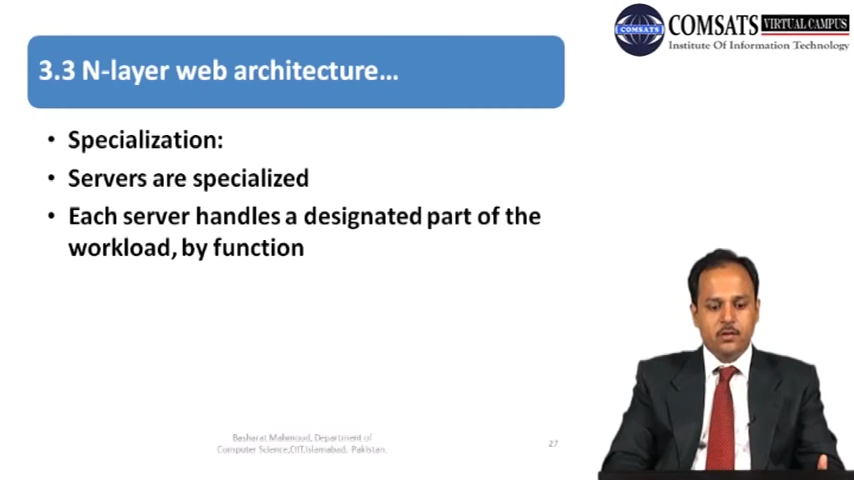 COMSATS
COMSATS VIRTUAL CAMPUS
Institute Of Information Technology
3.3 N-layer web architecture…
• Specialization:
• Servers are specialized
• Each server handles a designated part of the
workload, by function
Basharat Mahmood, Department of
Computer Science,CIIT,Islamabad, Pakistan.
27